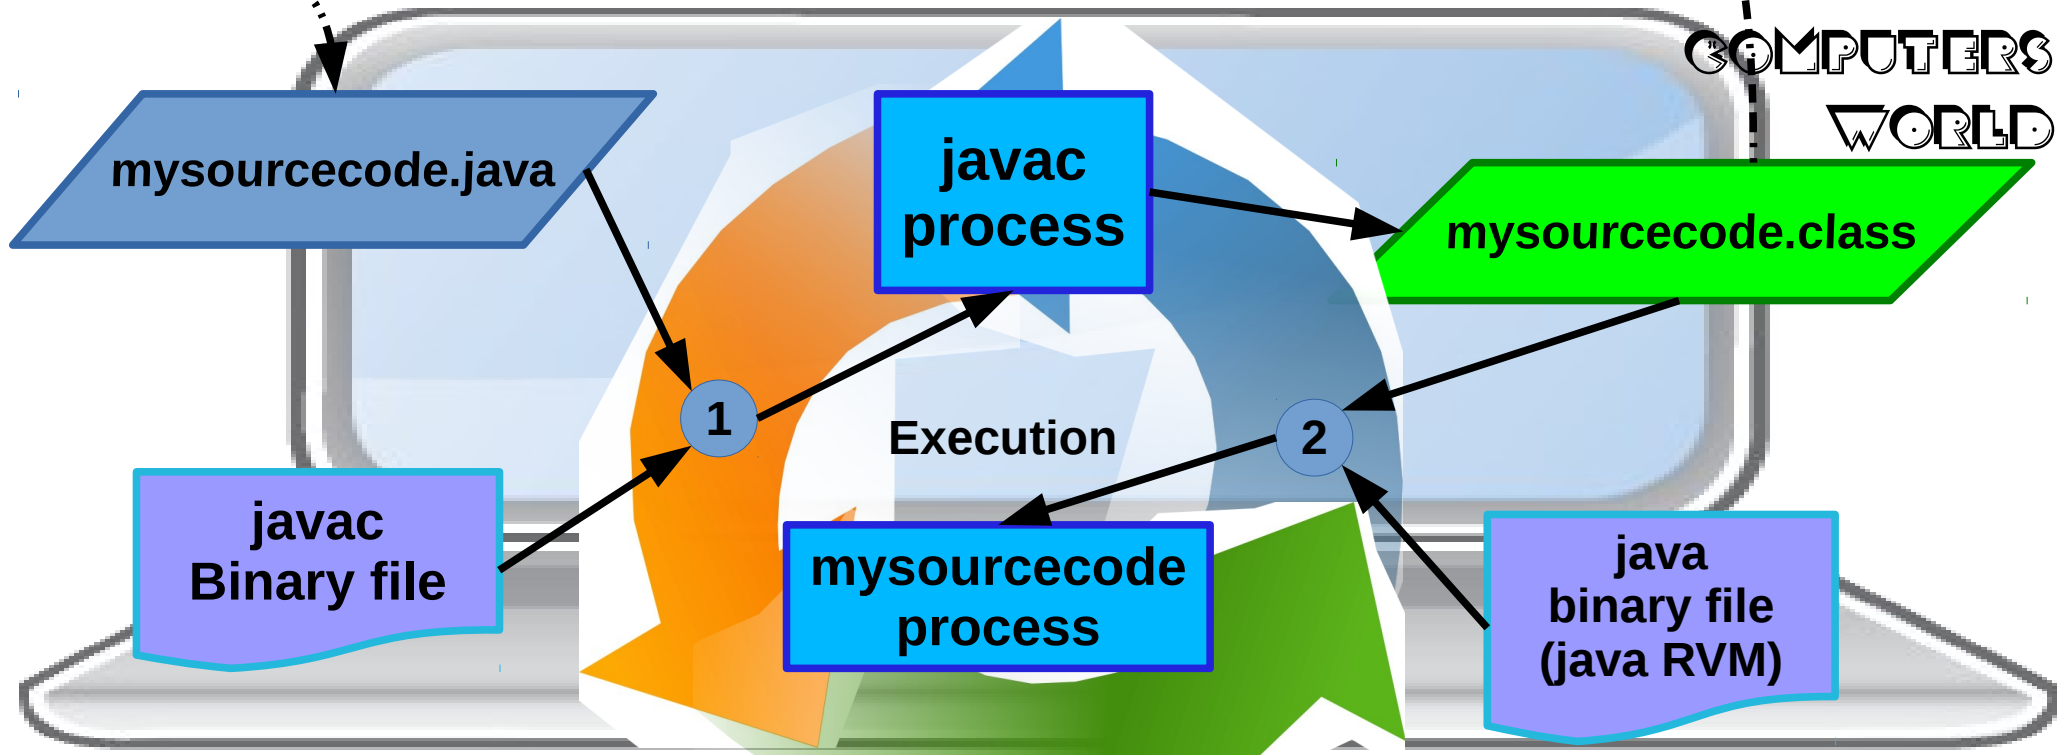 COMPUTERS
WORLD
mysourcecode.java
javac
process
mysourcecode.class
1
Execution
2
javac
Binary file
mysourcecode
process
java
binary file
(java RVM)